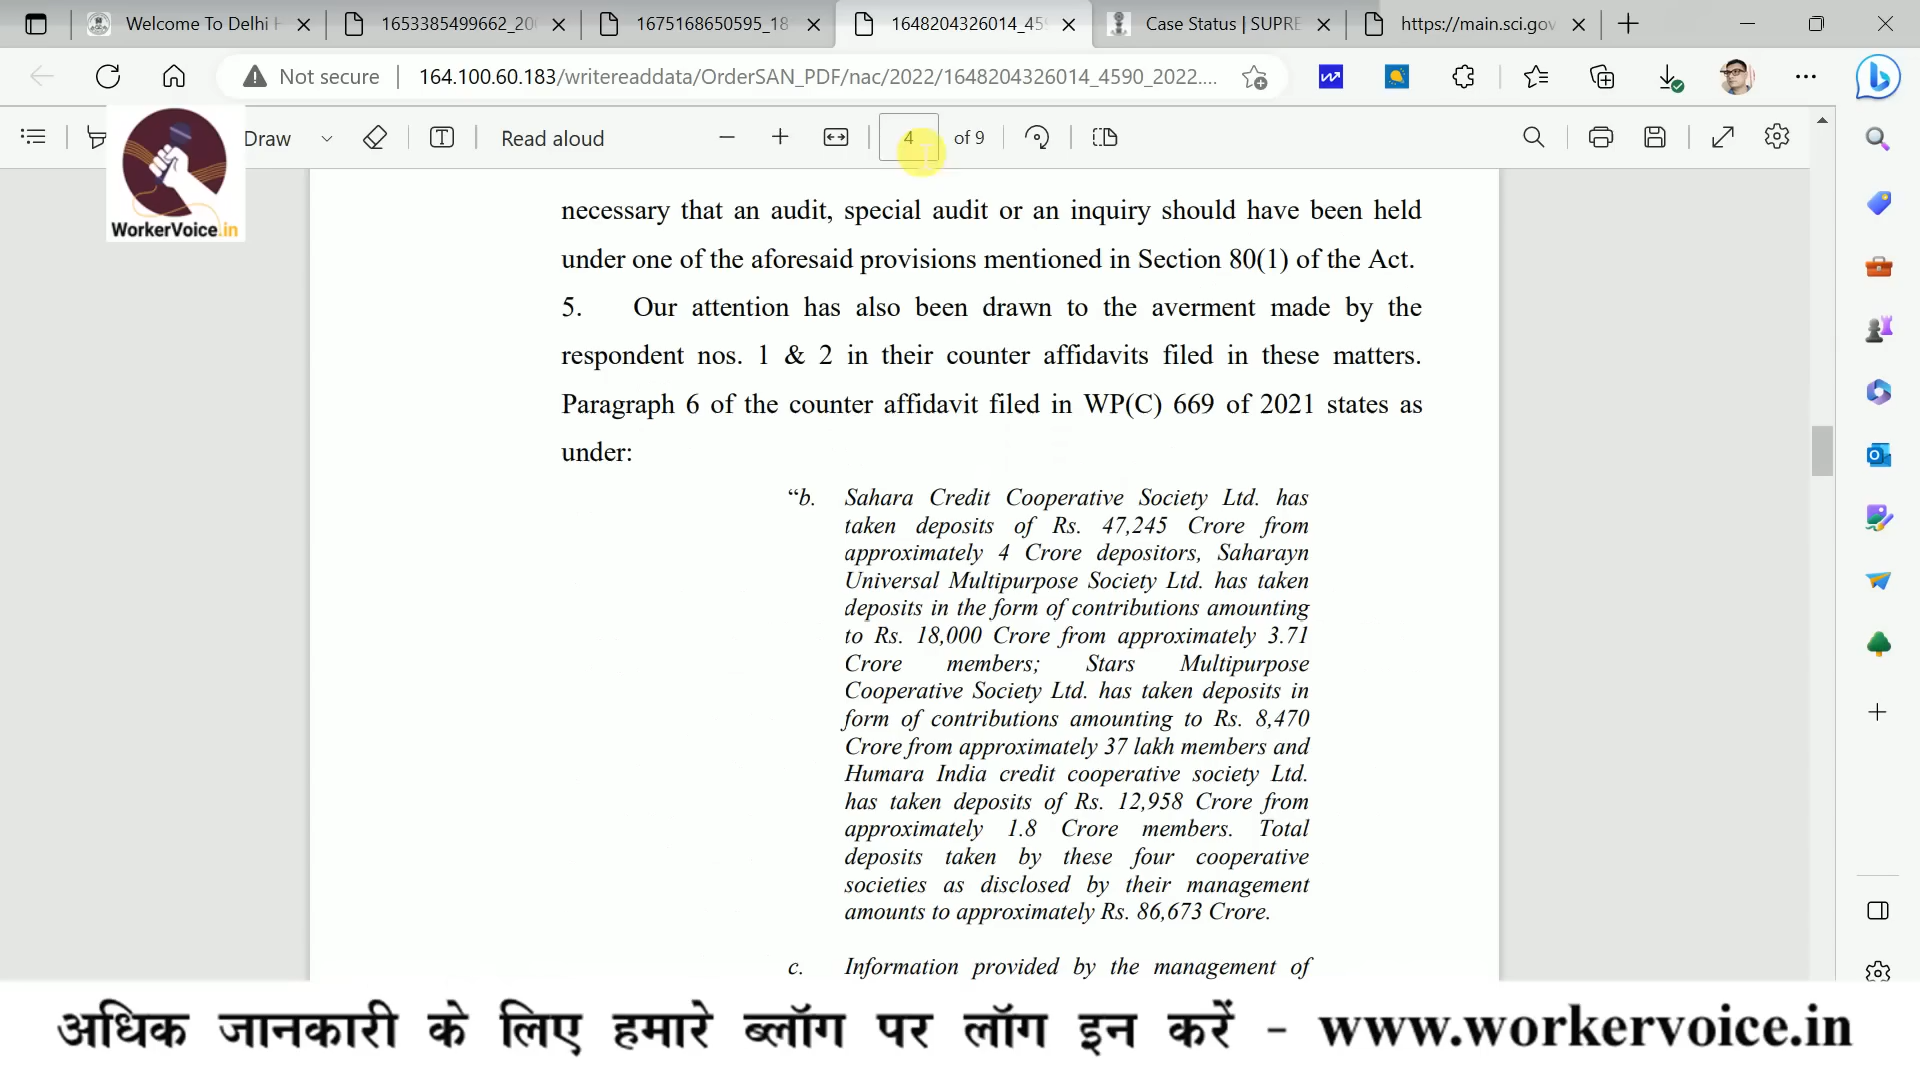 Welcome To Delhi H
1653385499662_20
1675168650595_18
1648204326014_45
Case Status | SUPRE
https://main.sci.gov
Not secure
164.100.60.183/writereaddata/OrderSAN_PDF/nac/2022/1648204326014_4590_2022....
Draw
Read aloud
4
of 9
WorkerVoice.in
necessary that an audit, special audit or an inquiry should have been held
under one of the aforesaid provisions mentioned in Section 80(1) of the Act.
5. Our attention has also been drawn to the averment made by the
respondent nos. 1 & 2 in their counter affidavits filed in these matters.
Paragraph 6 of the counter affidavit filed in WP(C) 669 of 2021 states as
under:
“b. Sahara Credit Cooperative Society Ltd. has
taken deposits of Rs. 47,245 Crore from
approximately 4 Crore depositors, Saharayn
Universal Multipurpose Society Ltd. has taken
deposits in the form of contributions amounting
to Rs. 18,000 Crore from approximately 3.71
Crore members; Stars Multipurpose
Cooperative Society Ltd. has taken deposits in
form of contributions amounting to Rs. 8,470
Crore from approximately 37 lakh members and
Humara India credit cooperative society Ltd.
has taken deposits of Rs. 12,958 Crore from
approximately 1.8 Crore members. Total
deposits taken by these four cooperative
societies as disclosed by their management
amounts to approximately Rs. 86,673 Crore.
c. Information provided by the management of
अधिक जानकारी के लिए हमारे ब्लॉग पर लॉग इन करें - www.workervoice.in